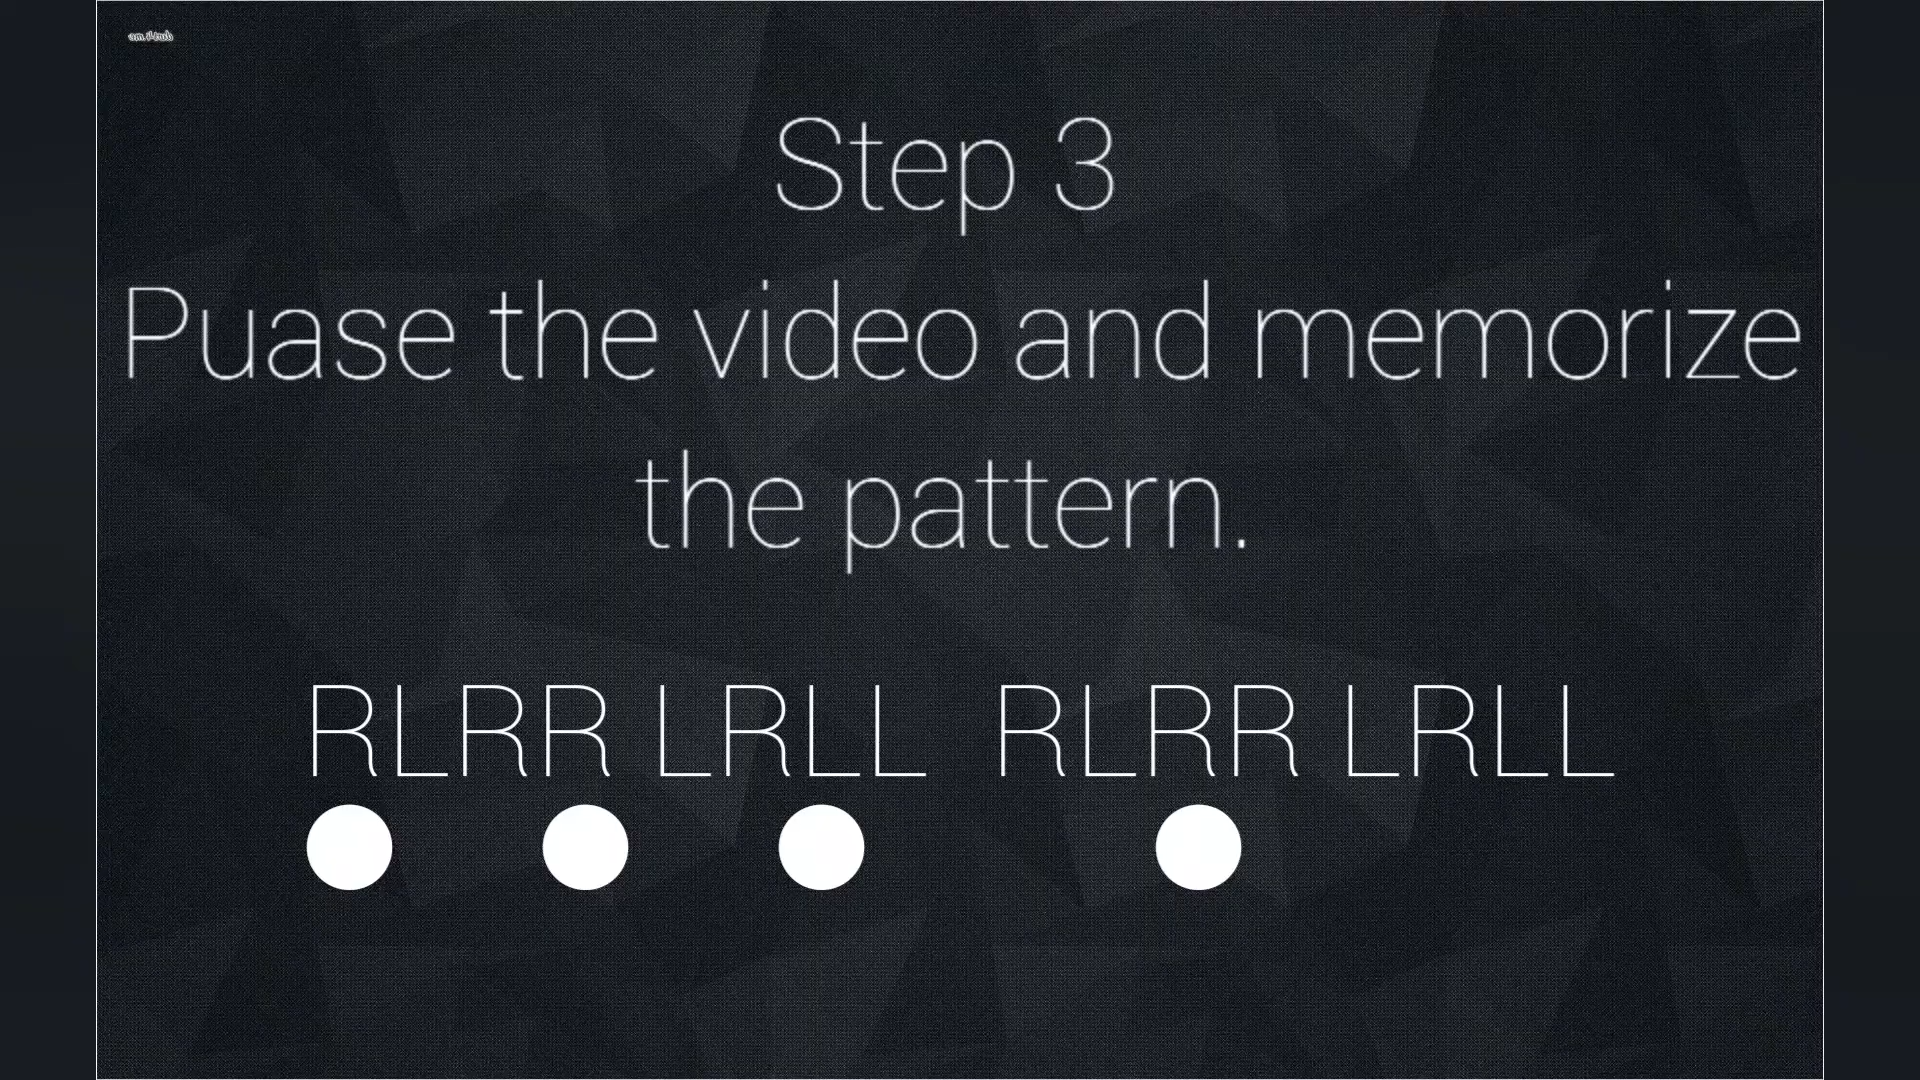 Step 3
Puase the video and memorize
the pattern.
RLRR LRLL RLRR LRLL